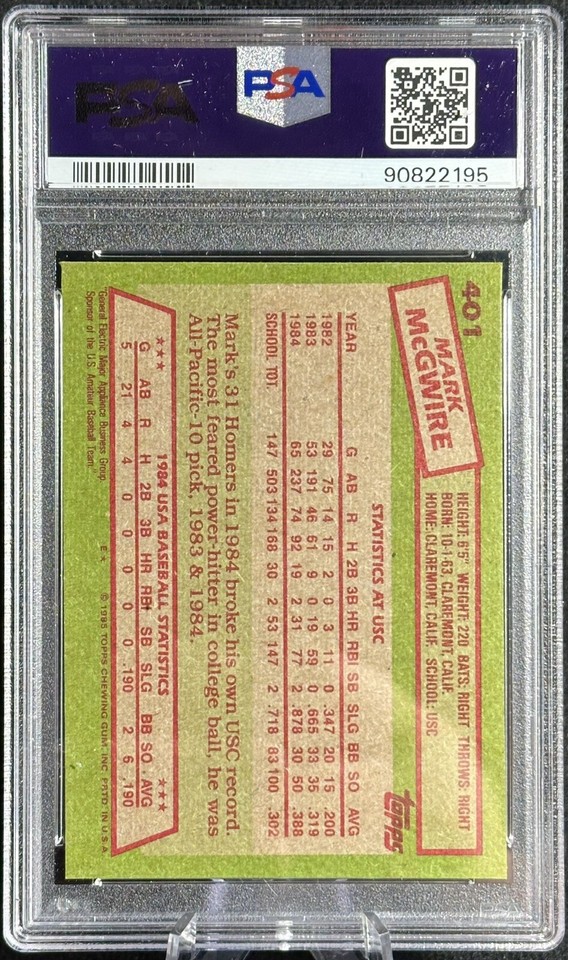 PSA
PSA
90822195
401
MARK
McGWIRE
HEIGHT: 6'5" WEIGHT: 220 BATS: RIGHT THROWS: RIGHT
BORN: 10-1-63, CLAREMONT, CALIF.
HOME: CLAREMONT, CALIF. SCHOOL: USC
topps
STATISTICS AT USC
YEAR G AB R H 2B 3B HR RBI SB SLG BB SO AVG
1982 29 75 14 15 2 0 3 11 0 .347 20 15 .200
1983 53 191 46 61 9 0 19 59 0 .665 33 35 .319
1984 65 237 74 92 19 2 31 77 2 .878 30 50 .388
SCHOOL TOT. 147 503 134 168 30 2 53 147 2 .718 83 100 .302
Mark's 31 Homers in 1984 broke his own USC record.
The most feared power-hitter in college ball, he was
All-Pacific-10 pick, 1983 & 1984.
★★★ 1984 USA BASEBALL STATISTICS ★★★
G AB R H 2B 3B HR RBI SB SLG BB SO AVG
5 21 4 4 0 0 0 0 0 .190 2 6 .190
"General Electric Major Appliance Business Group,
Sponsor of the U.S. Amateur Baseball Team."
E★ © 1985 TOPPS CHEWING GUM, INC. PRTD. IN U.S.A.